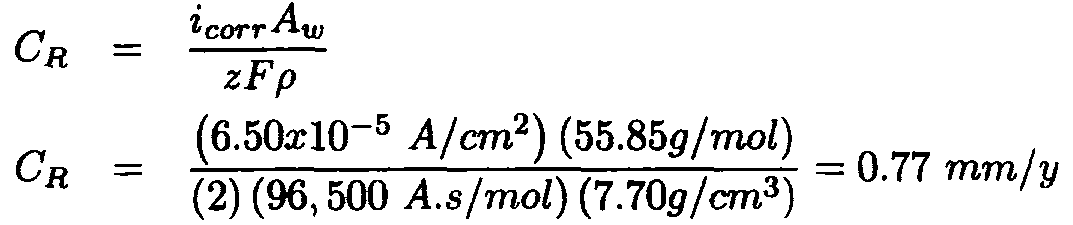 C_R = \frac{i_{corr} A_w}{z F \rho}
C_R = \frac{(6.50x10^{-5} A/cm^2) (55.85g/mol)}{(2) (96,500 A.s/mol) (7.70g/cm^3)} = 0.77 mm/y